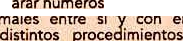 arar números
males entre sí y con el
distintos procedimientos